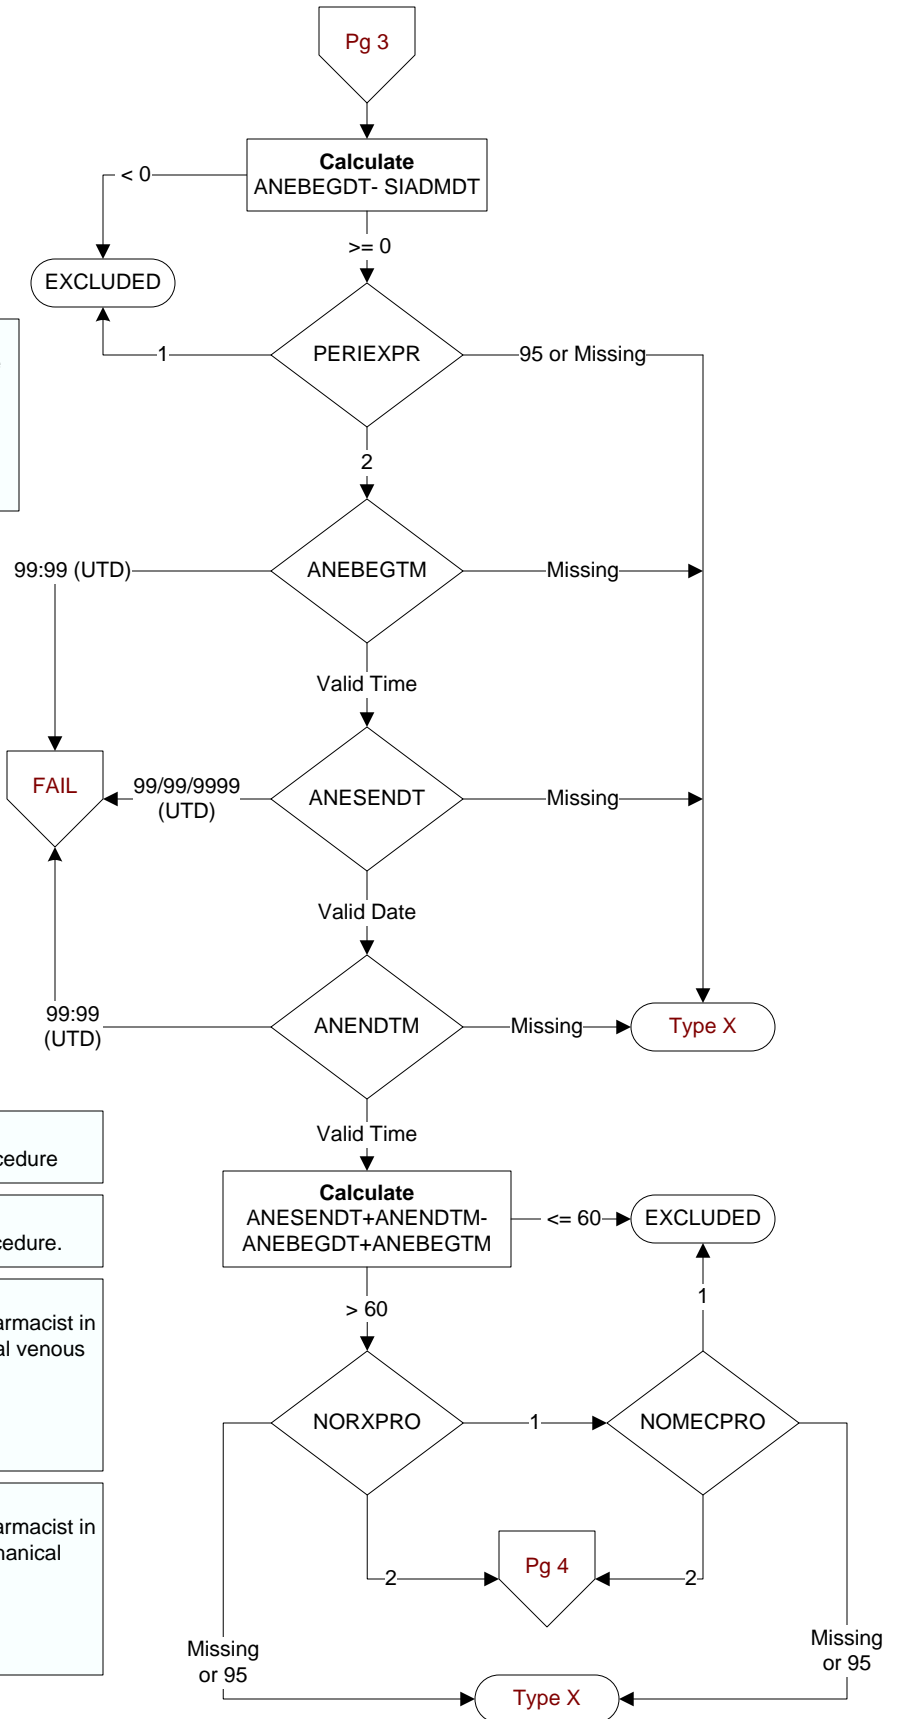 Pg 3
Calculate
ANEBEGDT- SIADMDT
< 0
>= 0
EXCLUDED
PERIEXPR
1
95 or Missing
2
ANEBEGTM
99:99 (UTD)
Missing
Valid Time
FAIL
99/99/9999
(UTD)
ANESENDT
Missing
Valid Date
99:99
(UTD)
ANENDTM
Missing
Type X
Valid Time
cedure
Calculate
ANESENDT+ANENDTM-
ANEBEGDT+ANEBEGTM
<= 60
EXCLUDED
cedure.
> 60
1
armacist in
al venous
NORXPRO
1
NOMECPRO
armacist in
hanical
Pg 4
2
2
Missing
or 95
Missing
or 95
Type X